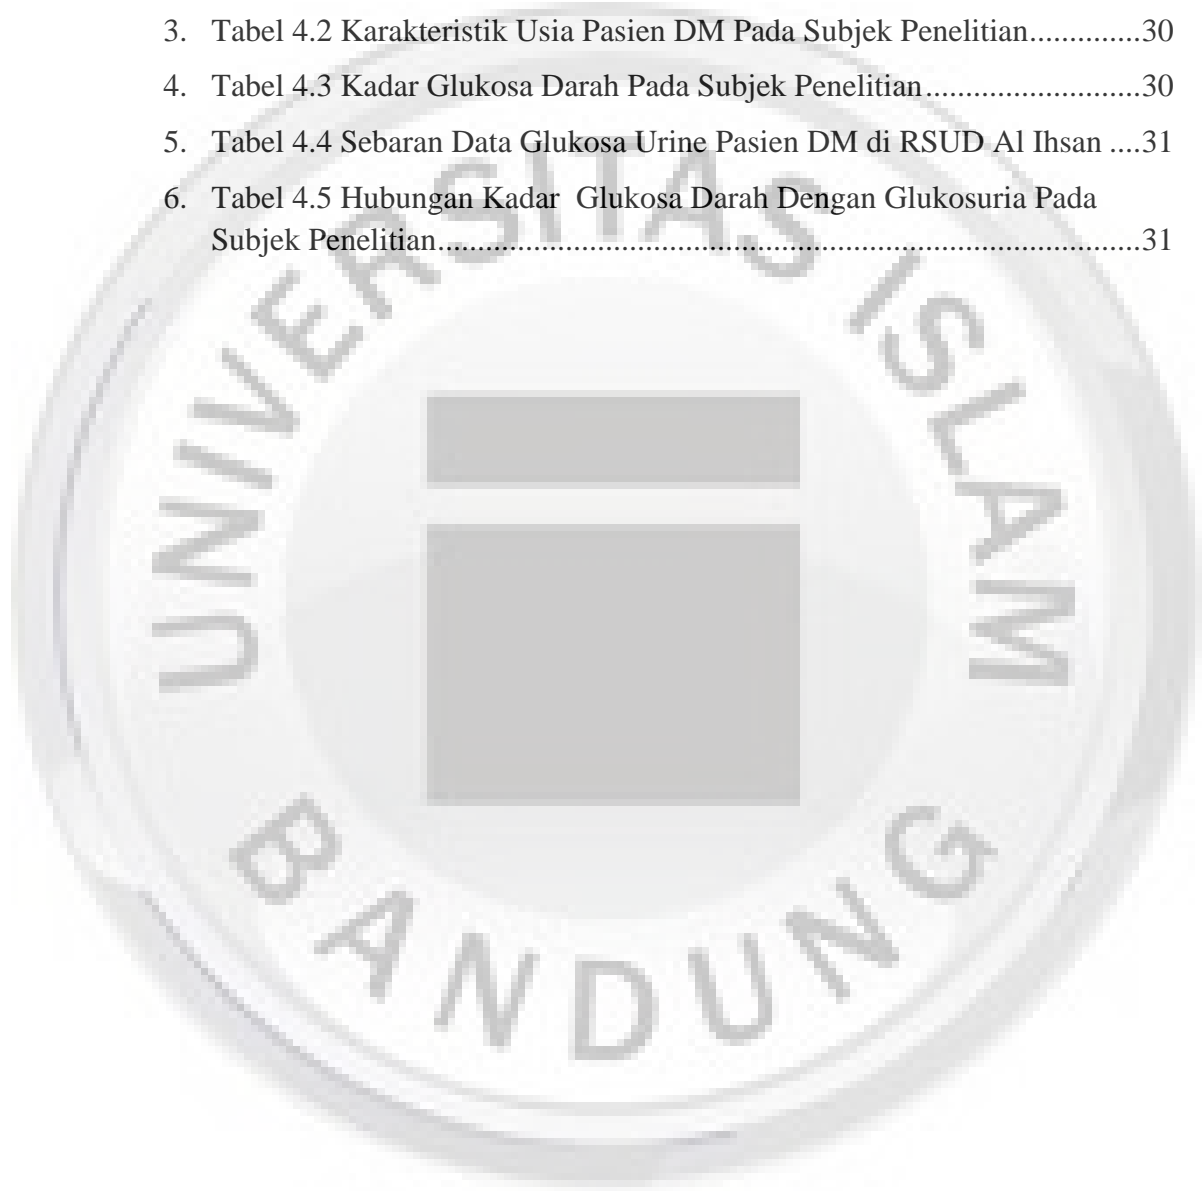 3. Tabel 4.2 Karakteristik Usia Pasien DM Pada Subjek Penelitian..............30
4. Tabel 4.3 Kadar Glukosa Darah Pada Subjek Penelitian...........................30
5. Tabel 4.4 Sebaran Data Glukosa Urine Pasien DM di RSUD Al Ihsan ....31
6. Tabel 4.5 Hubungan Kadar  Glukosa Darah Dengan Glukosuria Pada
Subjek Penelitian........................................................................................31
UNIVERSITAS ISLAM
BANDUNG